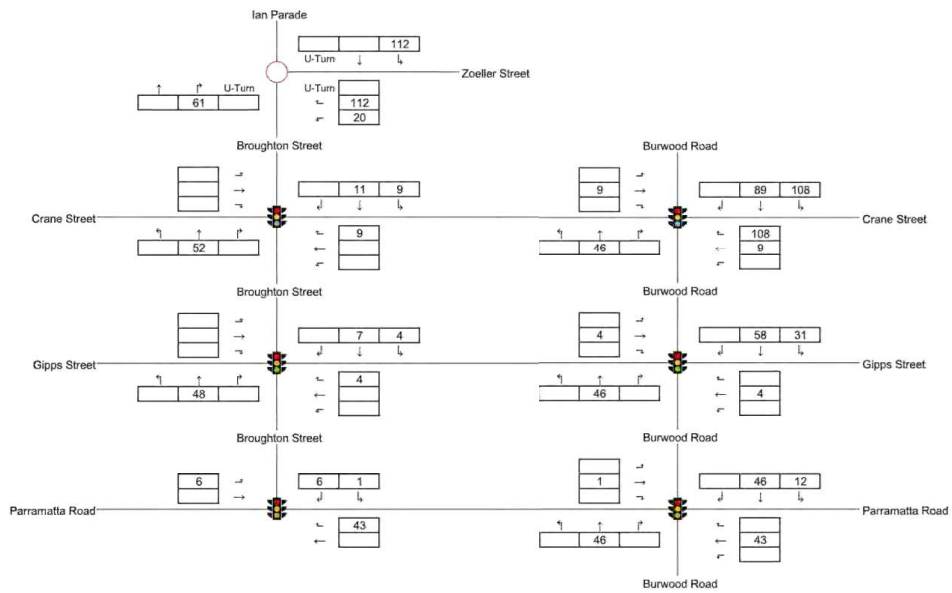 Ian Parade
112
U-Turn
Zoeller Street
U-Turn
61
U-Turn
112
20
Broughton Street
Burwood Road
11 9
9
89 108
Crane Street
Crane Street
52
9
46
108
9
Broughton Street
Burwood Road
7 4
4
58 31
Gipps Street
Gipps Street
48
4
46
4
Broughton Street
Burwood Road
6
6 1
1
46 12
Parramatta Road
Parramatta Road
43
46
43
Burwood Road